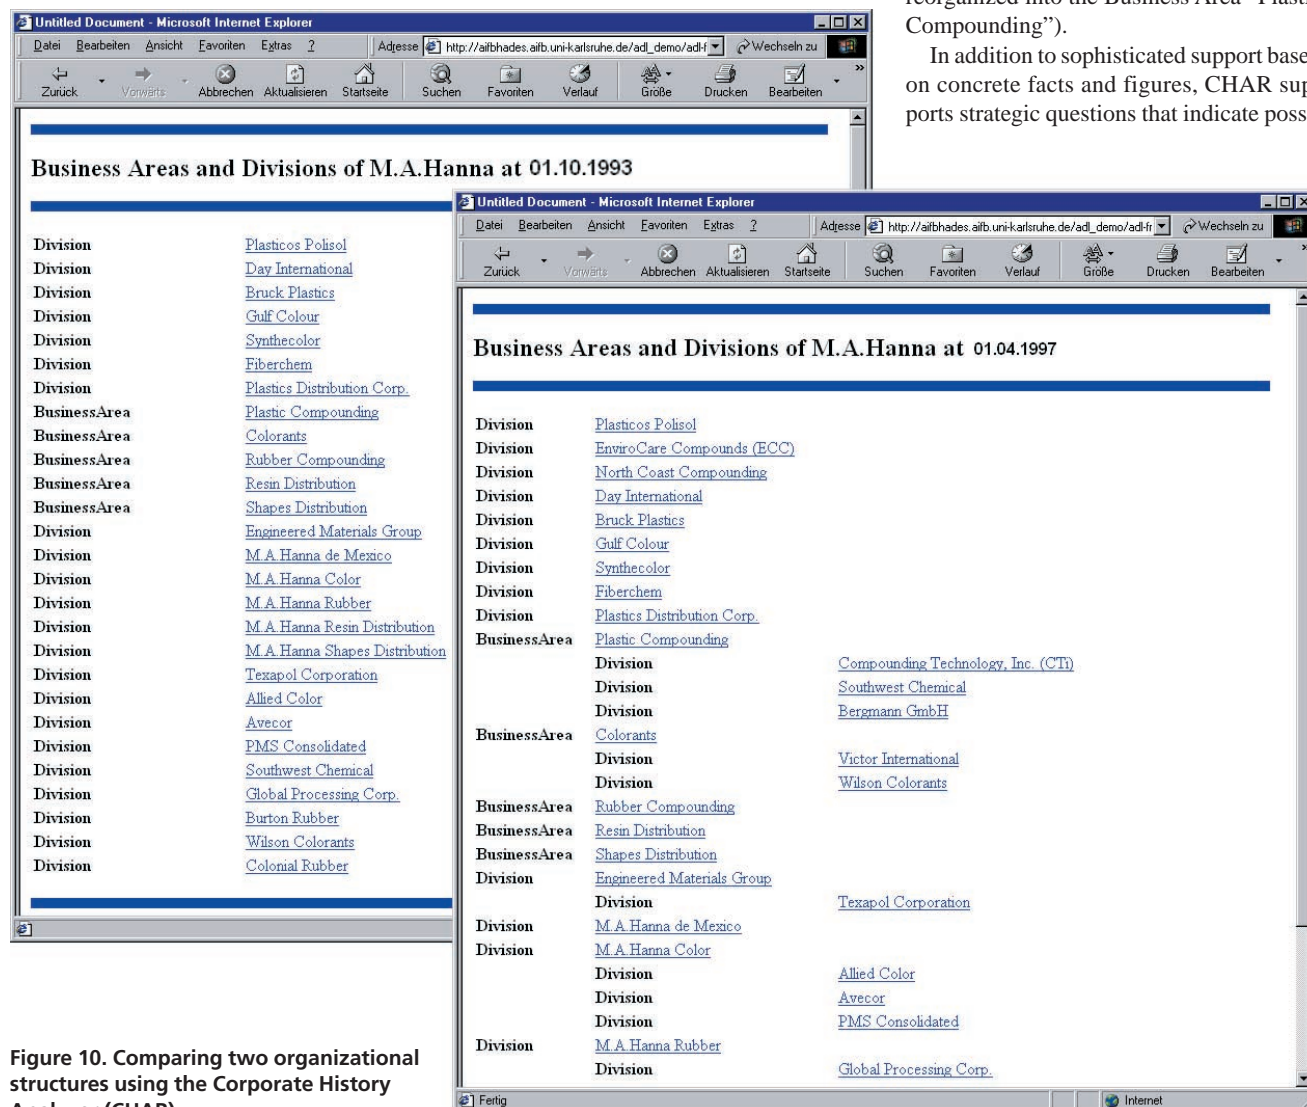 reorganized into the Business Area "Plastic
Compounding").
In addition to sophisticated support base
on concrete facts and figures, CHAR sup
ports strategic questions that indicate poss
Untitled Document - Microsoft Internet Explorer
Datei Bearbeiten Ansicht Favoriten Extras ? Adresse http://aifbhades.aifb.uni-karlsruhe.de/adl_demo/adl-f Wechseln zu
Zurück Vorwärts Abbrechen Aktualisieren Startseite Suchen Favoriten Verlauf Größe Drucken Bearbeiten »
Business Areas and Divisions of M.A.Hanna at 01.10.1993
Division Plasticos Polisol
Division Day International
Division Bruck Plastics
Division Gulf Colour
Division Synthecolor
Division Fiberchem
Division Plastics Distribution Corp.
BusinessArea Plastic Compounding
BusinessArea Colorants
BusinessArea Rubber Compounding
BusinessArea Resin Distribution
BusinessArea Shapes Distribution
Division Engineered Materials Group
Division M.A.Hanna de Mexico
Division M.A.Hanna Color
Division M.A.Hanna Rubber
Division M.A.Hanna Resin Distribution
Division M.A.Hanna Shapes Distribution
Division Texapol Corporation
Division Allied Color
Division Avecor
Division PMS Consolidated
Division Southwest Chemical
Division Global Processing Corp.
Division Burton Rubber
Division Wilson Colorants
Division Colonial Rubber
Untitled Document - Microsoft Internet Explorer
Datei Bearbeiten Ansicht Favoriten Extras ? Adresse http://aifbhades.aifb.uni-karlsruhe.de/adl_demo/adl-fr Wechseln zu
Zurück Vorwärts Abbrechen Aktualisieren Startseite Suchen Favoriten Verlauf Größe Drucken Bearbeiten
Business Areas and Divisions of M.A.Hanna at 01.04.1997
Division Plasticos Polisol
Division EnviroCare Compounds (ECC)
Division North Coast Compounding
Division Day International
Division Bruck Plastics
Division Gulf Colour
Division Synthecolor
Division Fiberchem
Division Plastics Distribution Corp.
BusinessArea Plastic Compounding
Division Compounding Technology, Inc. (CTi)
Division Southwest Chemical
Division Bergmann GmbH
BusinessArea Colorants
Division Victor International
Division Wilson Colorants
BusinessArea Rubber Compounding
BusinessArea Resin Distribution
BusinessArea Shapes Distribution
Division Engineered Materials Group
Division Texapol Corporation
Division M.A.Hanna de Mexico
Division M.A.Hanna Color
Division Allied Color
Division Avecor
Division PMS Consolidated
Division M.A.Hanna Rubber
Division Global Processing Corp.
Fertig Internet
Figure 10. Comparing two organizational
structures using the Corporate History